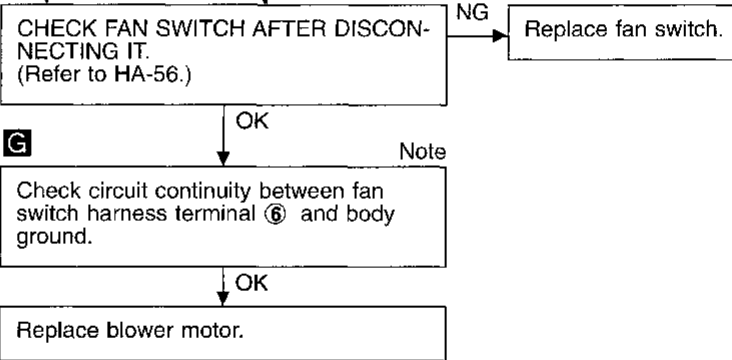 CHECK FAN SWITCH AFTER DISCON-
NECTING IT.
(Refer to HA-56.)
NG
Replace fan switch.
OK
G
Note
Check circuit continuity between fan
switch harness terminal ⑥ and body
ground.
OK
Replace blower motor.